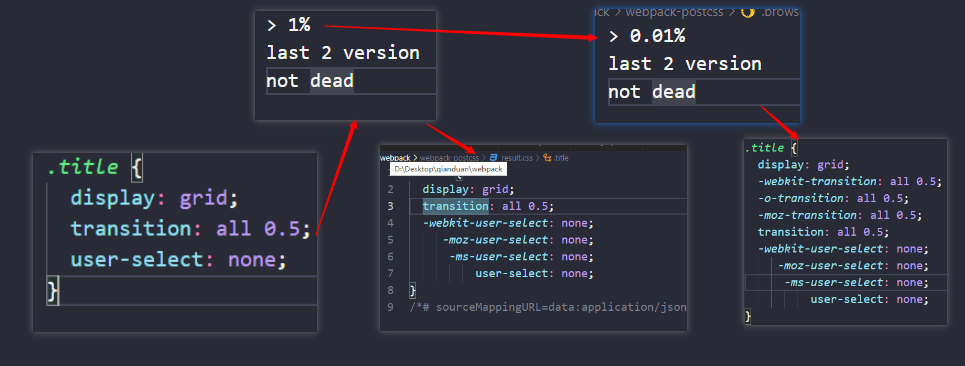 > 1%
last 2 version
not dead
webpack-postcss > .brows
> 0.01%
last 2 version
not dead
.title {
display: grid;
transition: all 0.5;
user-select: none;
}
webpack > webpack-postcss > result.css > .title
D:\Desktop\qianduan\webpack
2 display: grid;
3 transition: all 0.5;
4 -webkit-user-select: none;
5 -moz-user-select: none;
6 -ms-user-select: none;
7 user-select: none;
8 }
9 /*# sourceMappingURL=data:application/json
.title {
display: grid;
-webkit-transition: all 0.5;
-o-transition: all 0.5;
-moz-transition: all 0.5;
transition: all 0.5;
-webkit-user-select: none;
-moz-user-select: none;
-ms-user-select: none;
user-select: none;
}